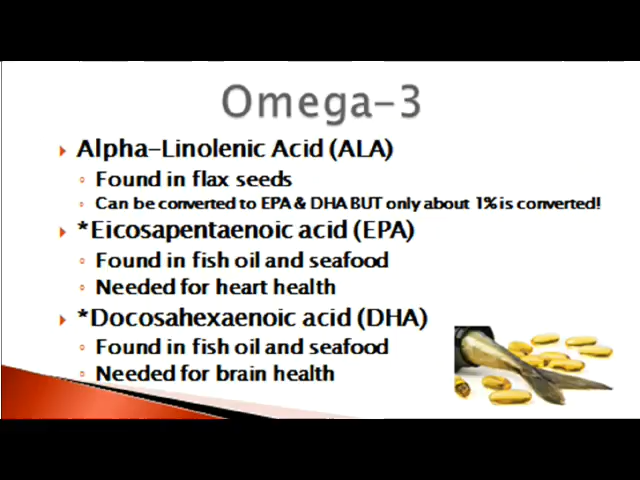 Omega-3
Alpha-Linolenic Acid (ALA)
Found in flax seeds
Can be converted to EPA & DHA BUT only about 1% is converted!
*Eicosapentaenoic acid (EPA)
Found in fish oil and seafood
Needed for heart health
*Docosahexaenoic acid (DHA)
Found in fish oil and seafood
Needed for brain health